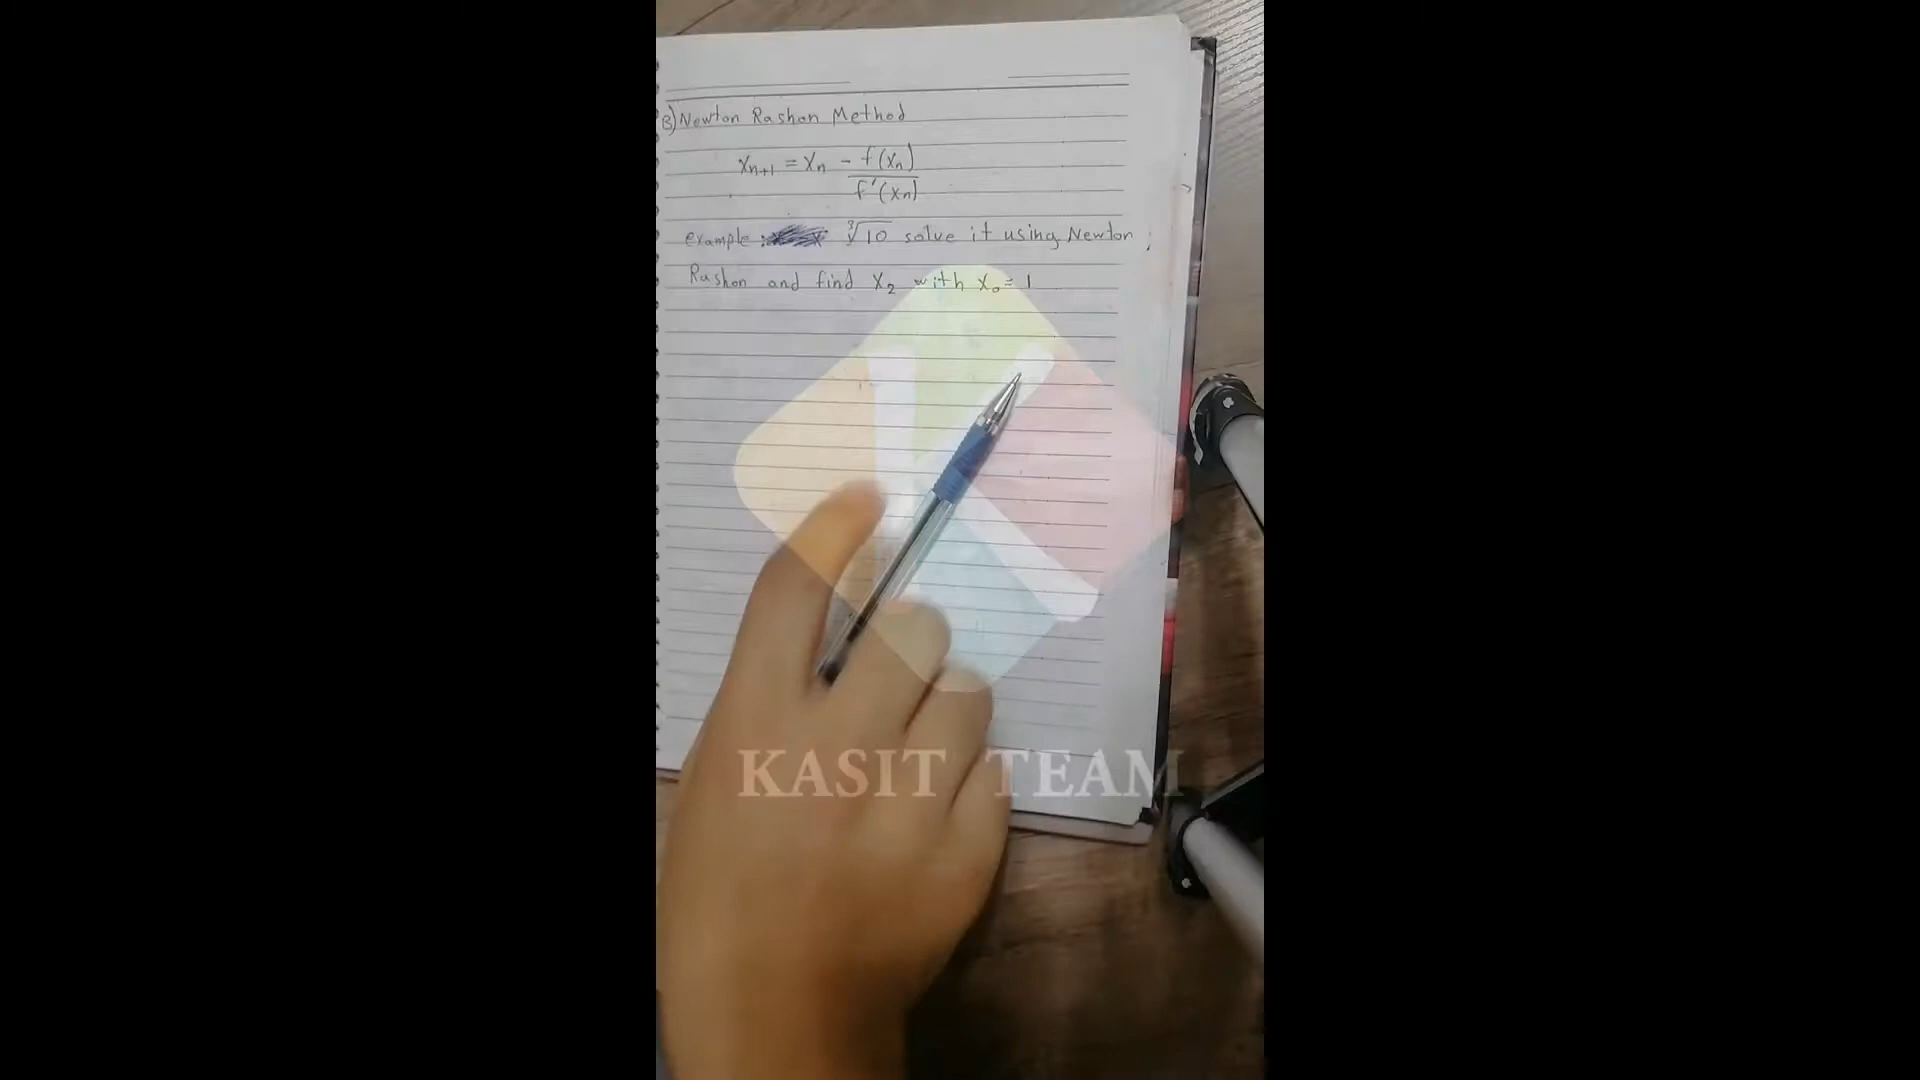 B) Newton Rashon Method
xₙ₊₁ = xₙ - f(xₙ)
f'(xₙ)
example : ∛10 solve it using Newton
Rashon and find x₂ with x₀ = 1
KASIT TEAM